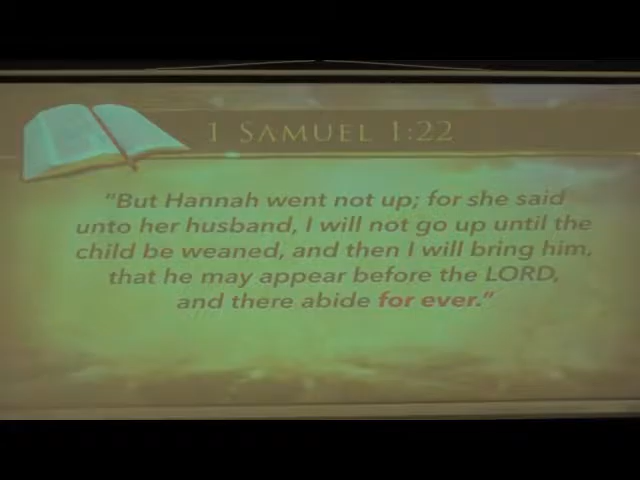 1 SAMUEL 1:22
"But Hannah went not up; for she said
unto her husband, I will not go up until the
child be weaned, and then I will bring him,
that he may appear before the LORD,
and there abide for ever."